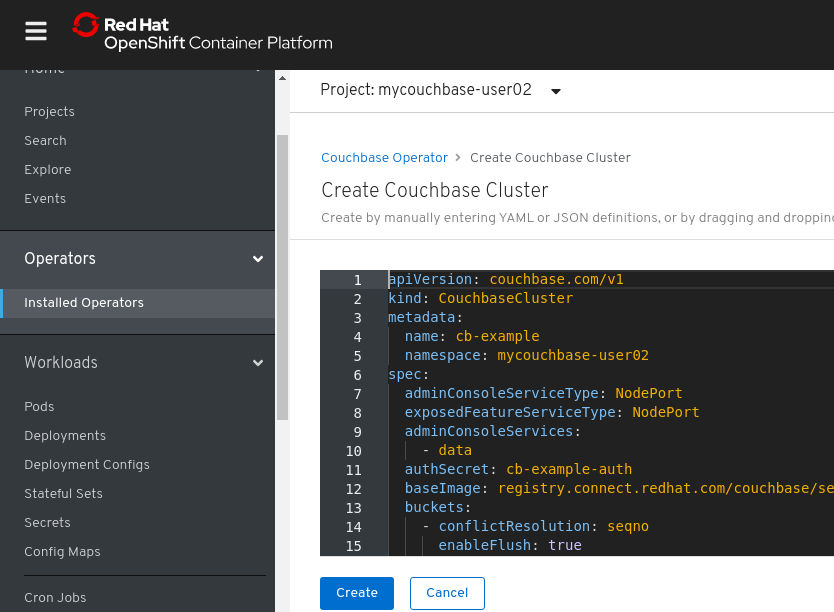 Red Hat
OpenShift Container Platform
Home
Projects
Search
Explore
Events
Operators
Installed Operators
Workloads
Pods
Deployments
Deployment Configs
Stateful Sets
Secrets
Config Maps
Cron Jobs
Project: mycouchbase-user02
Couchbase Operator > Create Couchbase Cluster
Create Couchbase Cluster
Create by manually entering YAML or JSON definitions, or by dragging and dropping
1 apiVersion: couchbase.com/v1
2 kind: CouchbaseCluster
3 metadata:
4 name: cb-example
5 namespace: mycouchbase-user02
6 spec:
7 adminConsoleServiceType: NodePort
8 exposedFeatureServiceType: NodePort
9 adminConsoleServices:
10 - data
11 authSecret: cb-example-auth
12 baseImage: registry.connect.redhat.com/couchbase/se
13 buckets:
14 - conflictResolution: seqno
15 enableFlush: true
Create Cancel